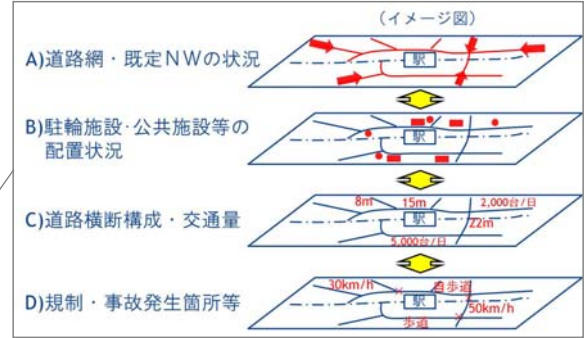 （イメージ図）
A)道路網・既定NWの状況
駅
B)駐輪施設・公共施設等の
配置状況
駅
C)道路横断構成・交通量
8m
15m
2,000台/日
駅
22m
5,000台/日
D)規制・事故発生箇所等
30km/h
自歩道
駅
50km/h
歩道